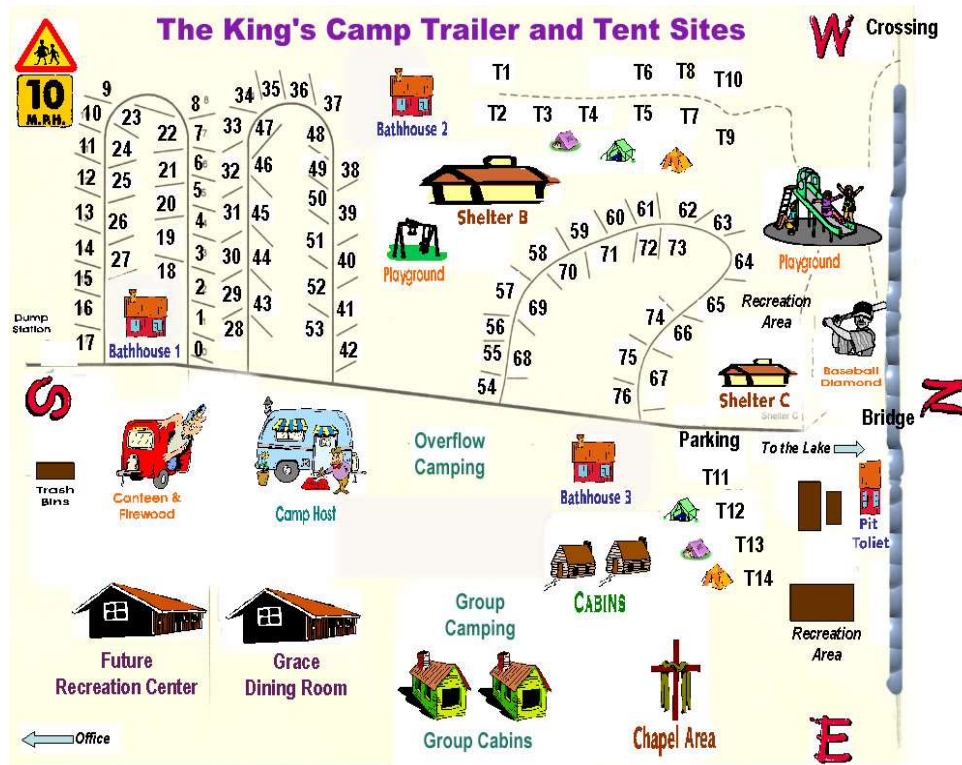 The King's Camp Trailer and Tent Sites
W
Crossing
10
M.P.H.
9
10
11
12
13
14
15
16
17
23
24
25
26
27
22
21
20
19
18
8
7
6
5
4
3
2
1
0
Bathhouse 1
Dump
Station
34
35
36
37
33
32
31
30
29
28
47
46
45
44
43
48
49
50
51
52
53
38
39
40
41
42
Bathhouse 2
T1
T6
T8
T10
T2
T3
T4
T5
T7
T9
Shelter B
Playground
58
59
60
61
62
63
64
65
66
67
57
56
55
54
68
69
70
71
72
73
74
75
76
Playground
Recreation
Area
Baseball
Diamond
Shelter C
Shelter C
S
N
Bridge
To the Lake
Parking
Overflow
Camping
Trash
Bins
Canteen &
Firewood
Camp Host
Bathhouse 3
T11
T12
T13
T14
Pit
Toliet
CABINS
Group
Camping
Recreation
Area
Future
Recreation Center
Grace
Dining Room
Group Cabins
Chapel Area
E
Office